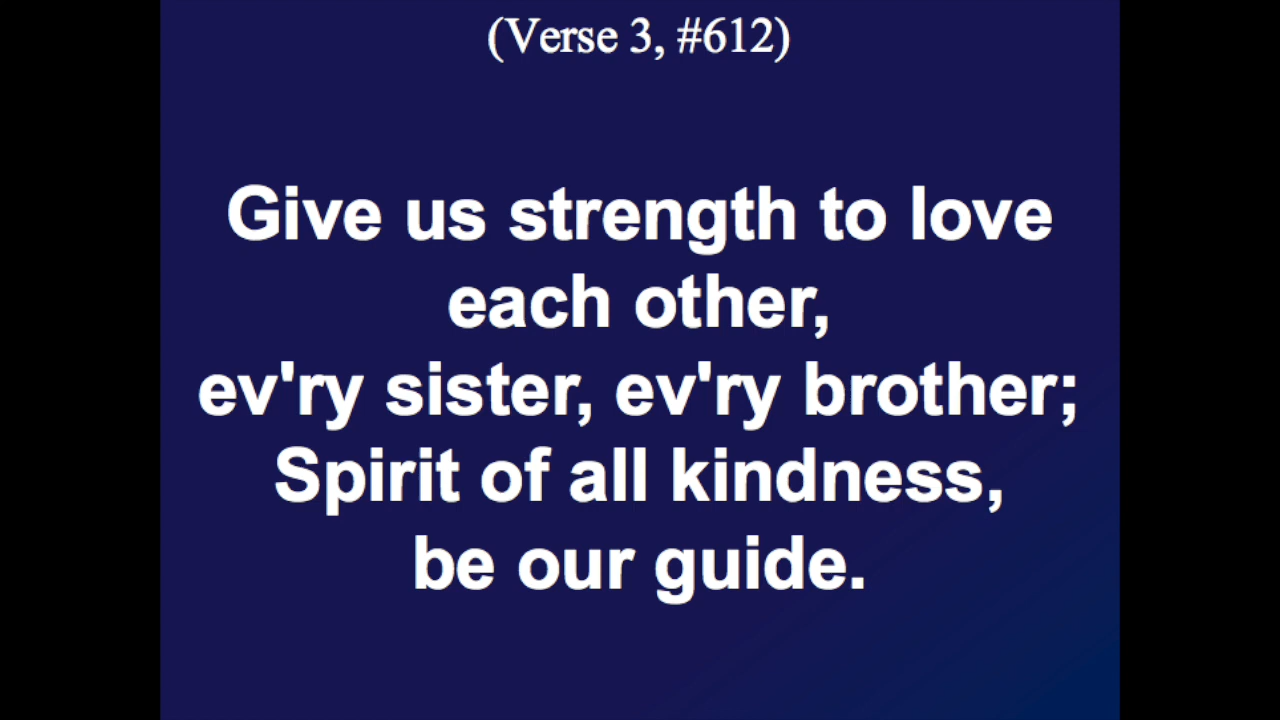 (Verse 3, #612)
Give us strength to love
each other,
ev'ry sister, ev'ry brother;
Spirit of all kindness,
be our guide.